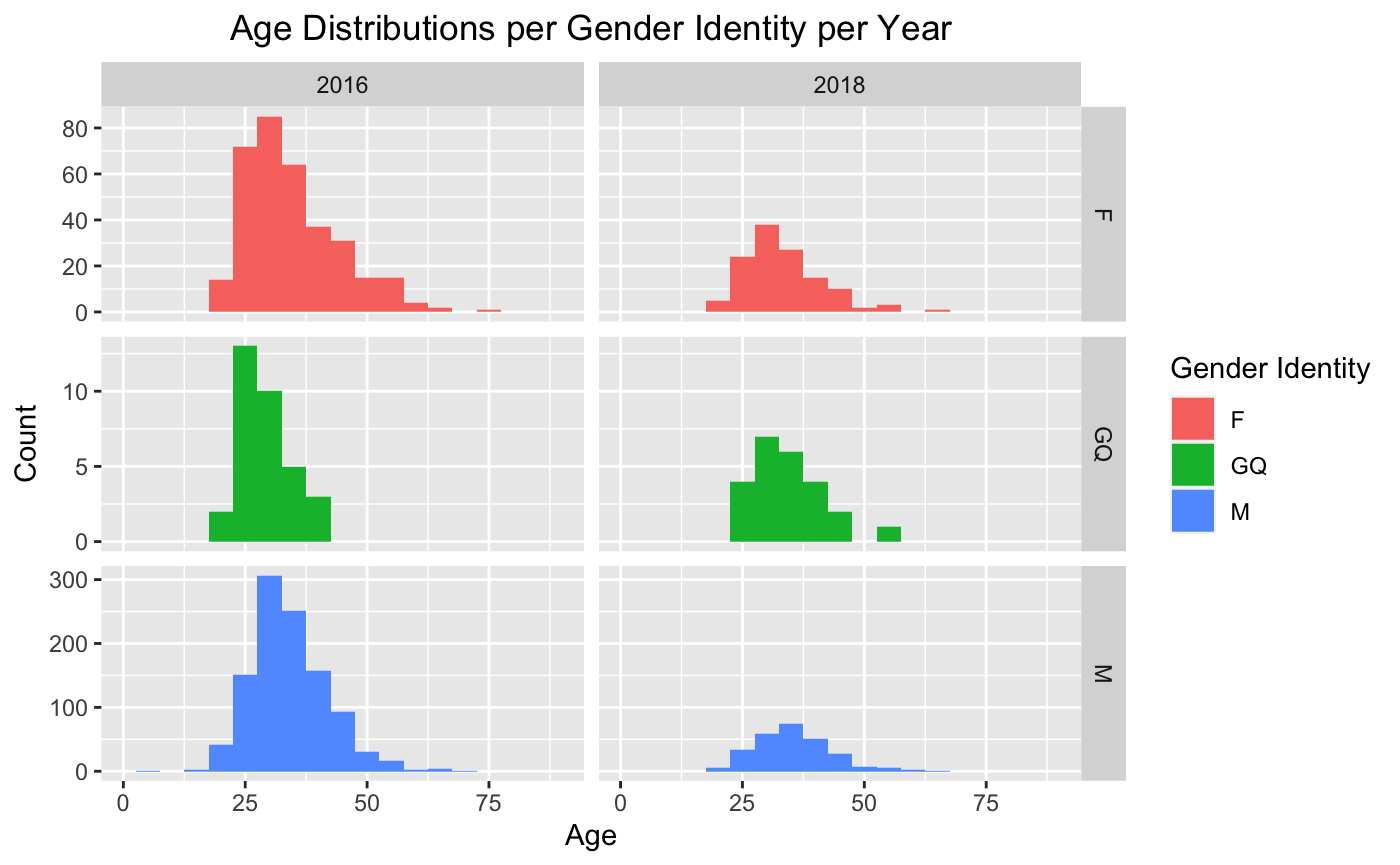 Age Distributions per Gender Identity per Year
2016 2018
80
60
40
20
0
F
10
5
0
GQ
300
200
100
0
M
0 25 50 75 0 25 50 75
Age
Count
Gender Identity
F
GQ
M